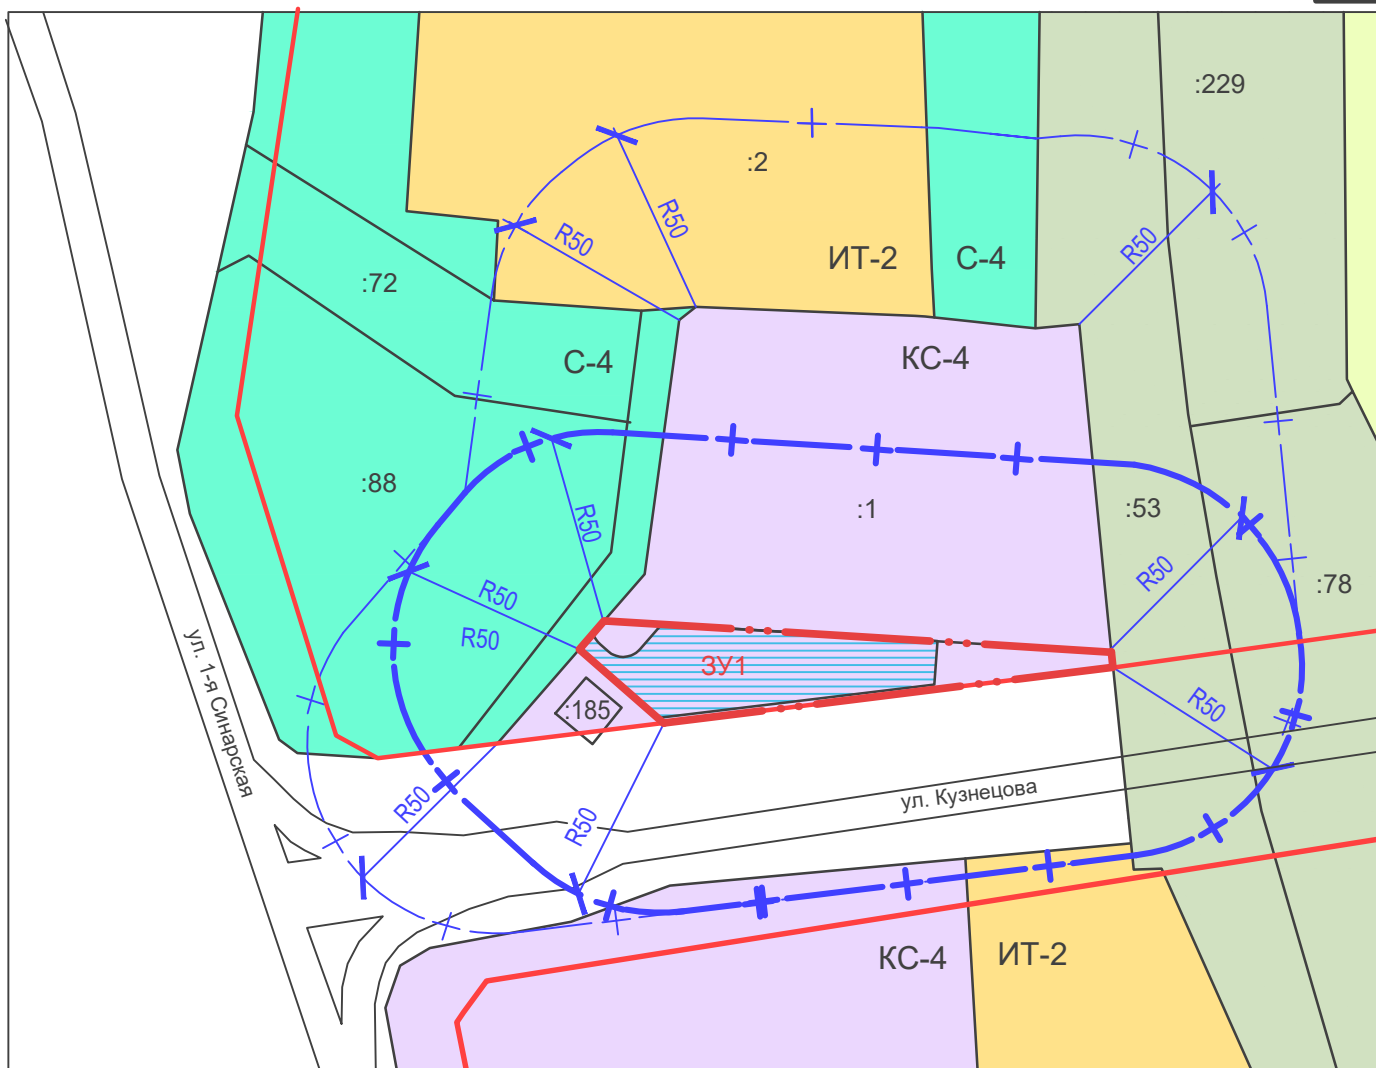 :229
:2
R50
R50
R50
ИТ-2
С-4
:72
КС-4
С-4
:88
:1
:53
R50
R50
R50
R50
:78
ул. 1-я Синарская
ЗУ1
:185
R50
R50
R50
ул. Кузнецова
КС-4
ИТ-2